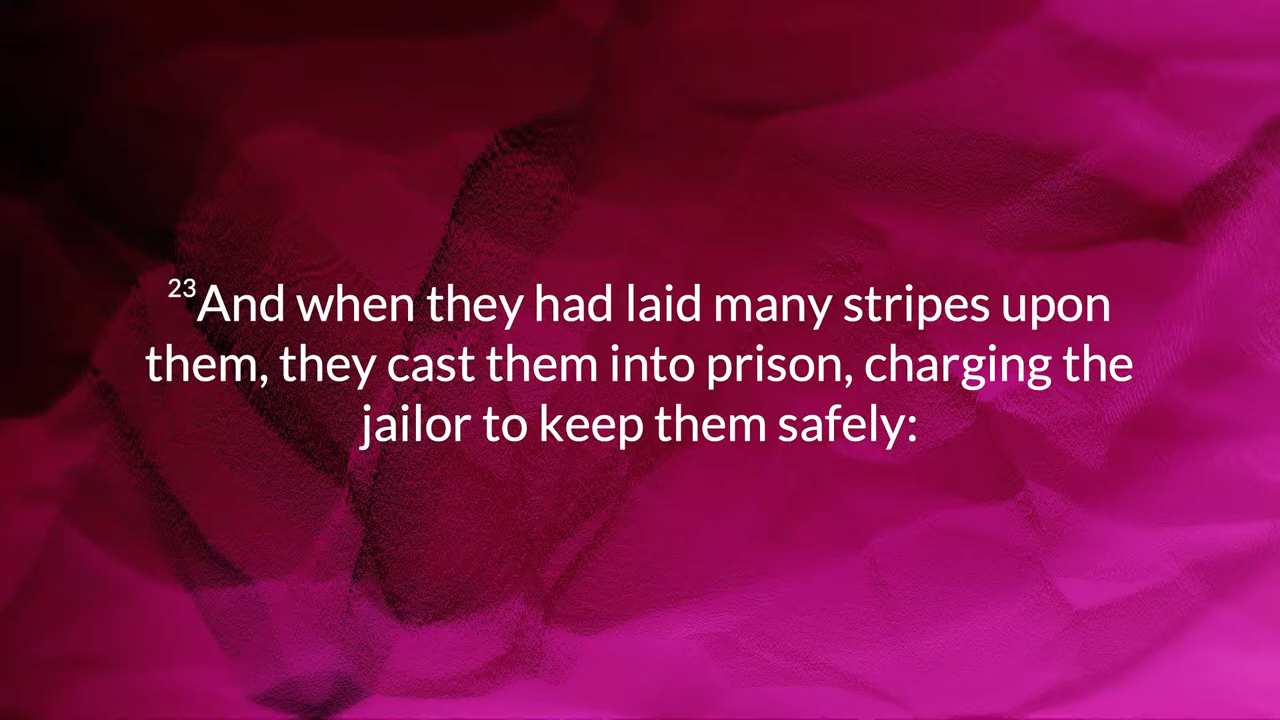 23And when they had laid many stripes upon
them, they cast them into prison, charging the
jailor to keep them safely: